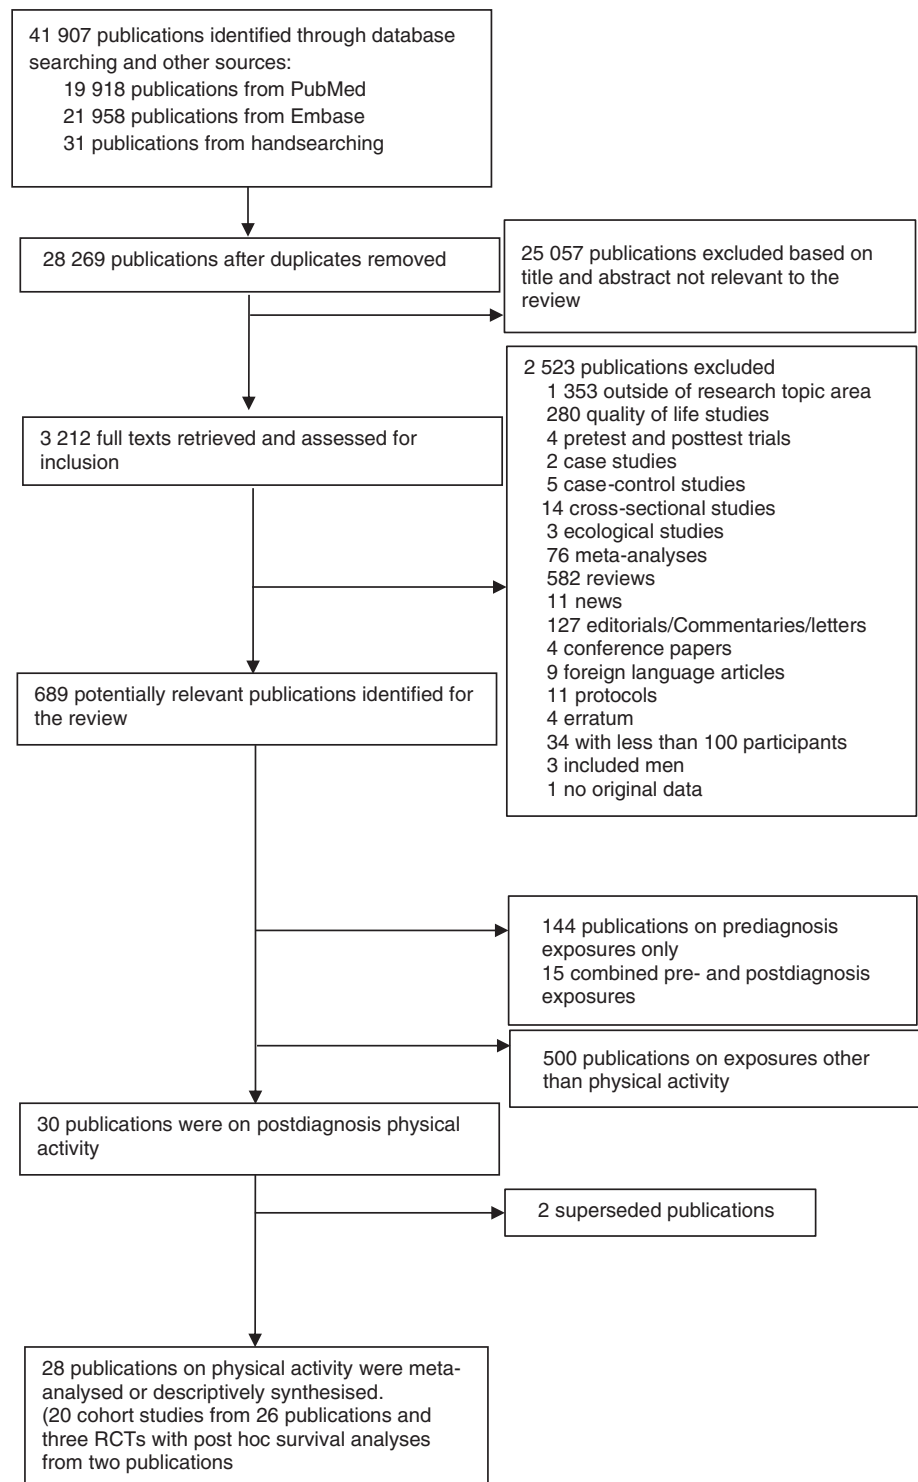 41 907 publications identified through database
searching and other sources:
19 918 publications from PubMed
21 958 publications from Embase
31 publications from handsearching
28 269 publications after duplicates removed
25 057 publications excluded based on
title and abstract not relevant to the
review
3 212 full texts retrieved and assessed for
inclusion
2 523 publications excluded
1 353 outside of research topic area
280 quality of life studies
4 pretest and posttest trials
2 case studies
5 case-control studies
14 cross-sectional studies
3 ecological studies
76 meta-analyses
582 reviews
11 news
127 editorials/Commentaries/letters
4 conference papers
9 foreign language articles
11 protocols
4 erratum
34 with less than 100 participants
3 included men
1 no original data
689 potentially relevant publications identified for
the review
144 publications on prediagnosis
exposures only
15 combined pre- and postdiagnosis
exposures
500 publications on exposures other
than physical activity
30 publications were on postdiagnosis physical
activity
2 superseded publications
28 publications on physical activity were meta-
analysed or descriptively synthesised.
(20 cohort studies from 26 publications and
three RCTs with post hoc survival analyses
from two publications